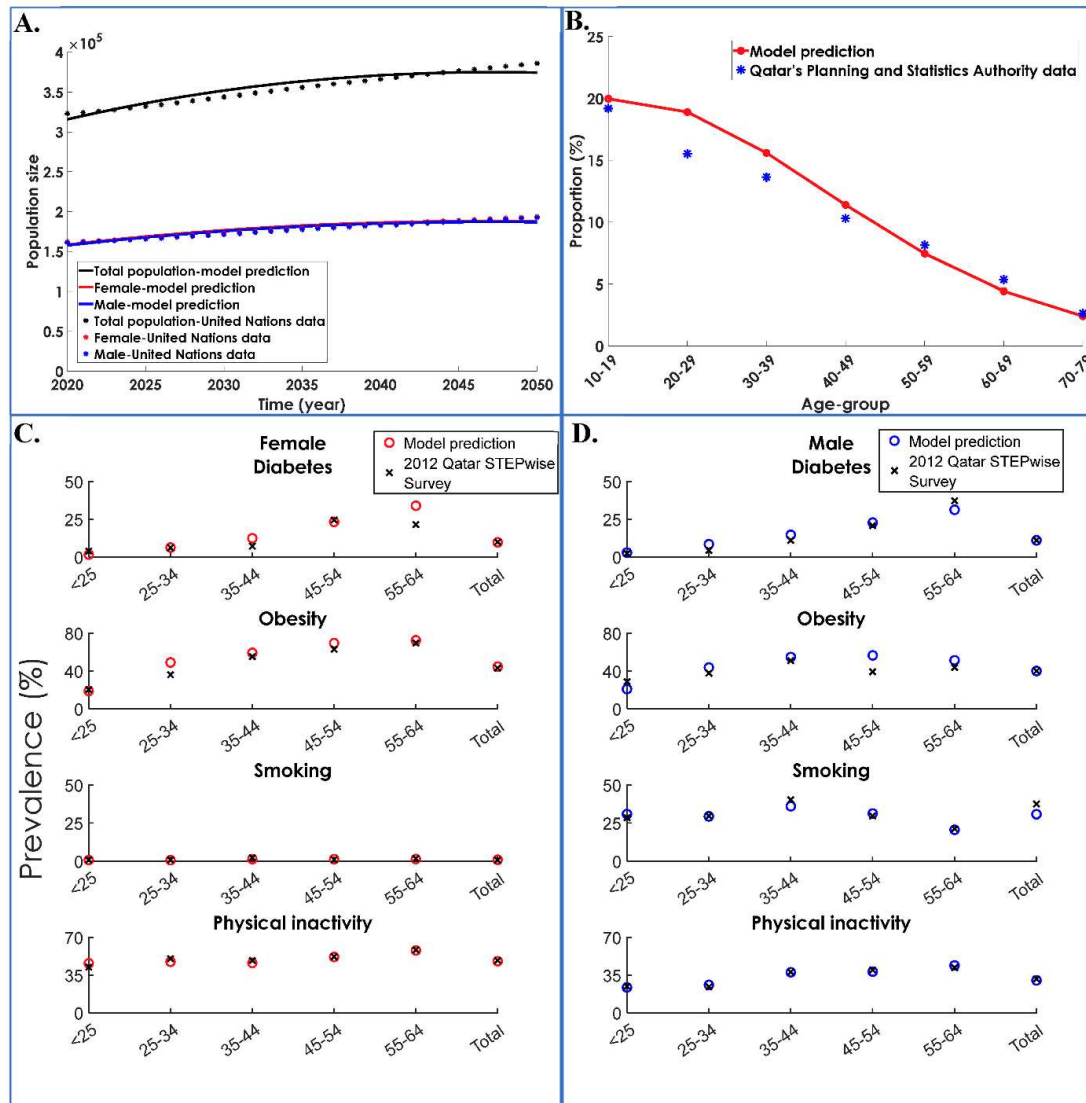 A.
×10⁵
4
3.5
3
2.5
2
1.5
1
0.5
0
Population size
Total population-model prediction
Female-model prediction
Male-model prediction
Total population-United Nations data
Female-United Nations data
Male-United Nations data
2020 2025 2030 2035 2040 2045 2050
Time (year)
B.
25
20
15
10
5
0
Proportion (%)
Model prediction
Qatar's Planning and Statistics Authority data
10-19 20-29 30-39 40-49 50-59 60-69 70-79
Age-group
C.
Prevalence (%)
Female
Diabetes
Model prediction
2012 Qatar STEPwise
Survey
50
25
0
<25 25-34 35-44 45-54 55-64 Total
Obesity
80
40
0
<25 25-34 35-44 45-54 55-64 Total
Smoking
50
25
0
<25 25-34 35-44 45-54 55-64 Total
Physical inactivity
70
35
0
<25 25-34 35-44 45-54 55-64 Total
D.
Male
Diabetes
Model prediction
2012 Qatar STEPwise
Survey
50
25
0
<25 25-34 35-44 45-54 55-64 Total
Obesity
80
40
0
<25 25-34 35-44 45-54 55-64 Total
Smoking
50
25
0
<25 25-34 35-44 45-54 55-64 Total
Physical inactivity
70
35
0
<25 25-34 35-44 45-54 55-64 Total